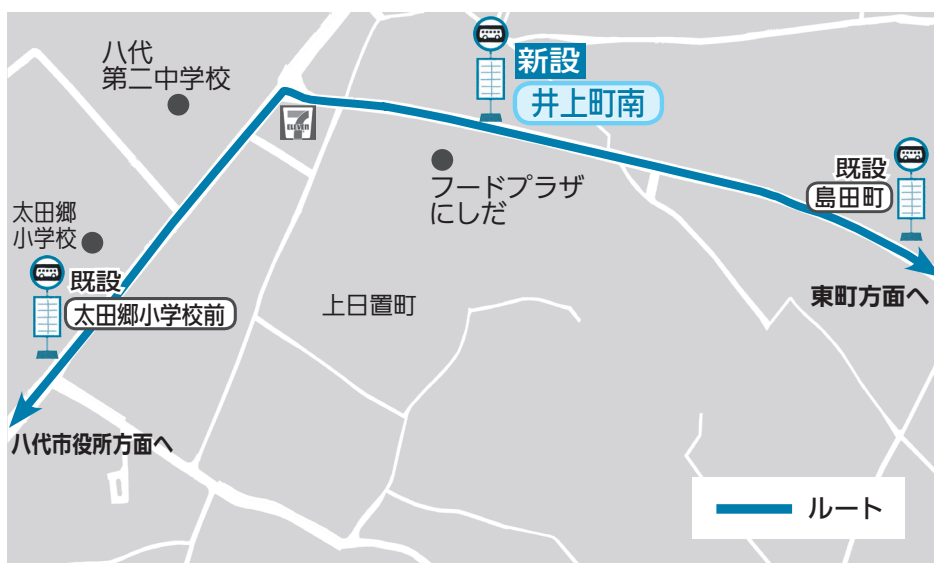 八代
第二中学校
新設
井上町南
7
ELEVEN
フードプラザ
にしだ
既設
島田町
東町方面へ
太田郷
小学校
既設
太田郷小学校前
上日置町
八代市役所方面へ
ルート